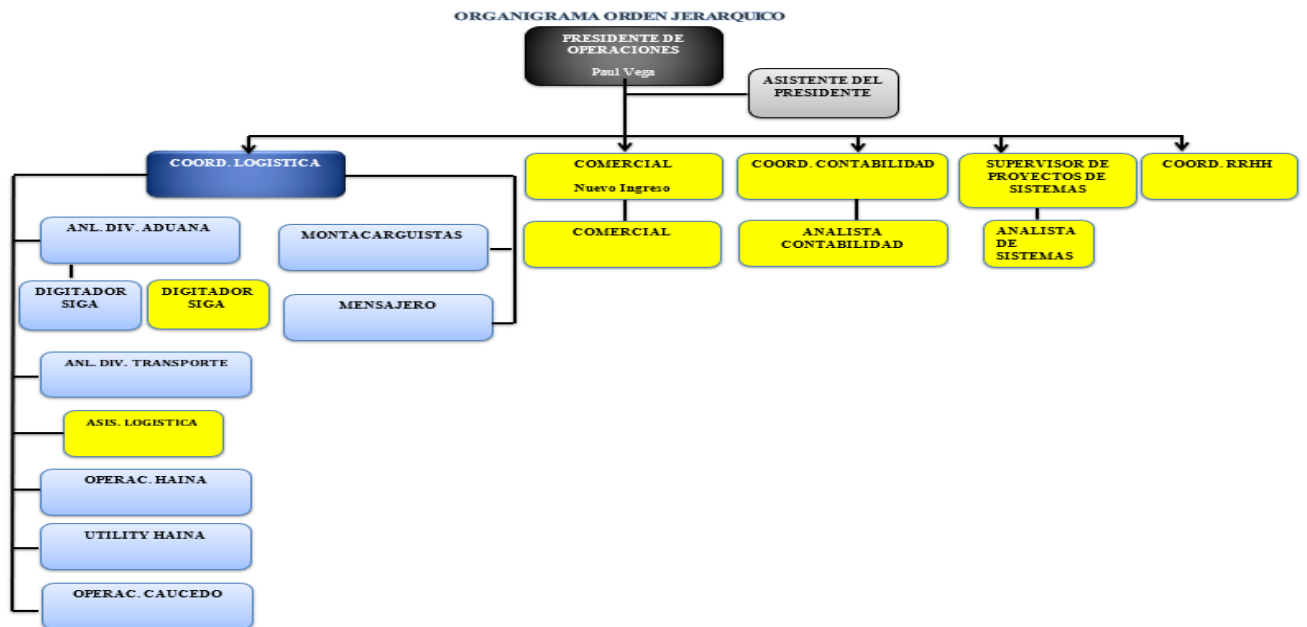 ORGANIGRAMA ORDEN JERARQUICO
PRESIDENTE DE
OPERACIONES
Paul Vega
ASISTENTE DEL
PRESIDENTE
COORD. LOGISTICA
COMERCIAL
Nuevo Ingreso
COORD. CONTABILIDAD
SUPERVISOR DE
PROYECTOS DE
SISTEMAS
COORD. RRHH
ANL. DIV. ADUANA
MONTACARGUISTAS
COMERCIAL
ANALISTA
CONTABILIDAD
ANALISTA
DE
SISTEMAS
DIGITADOR
SIGA
DIGITADOR
SIGA
MENSAJERO
ANL. DIV. TRANSPORTE
ASIS. LOGISTICA
OPERAC. HAINA
UTILITY HAINA
OPERAC. CAUCEDO